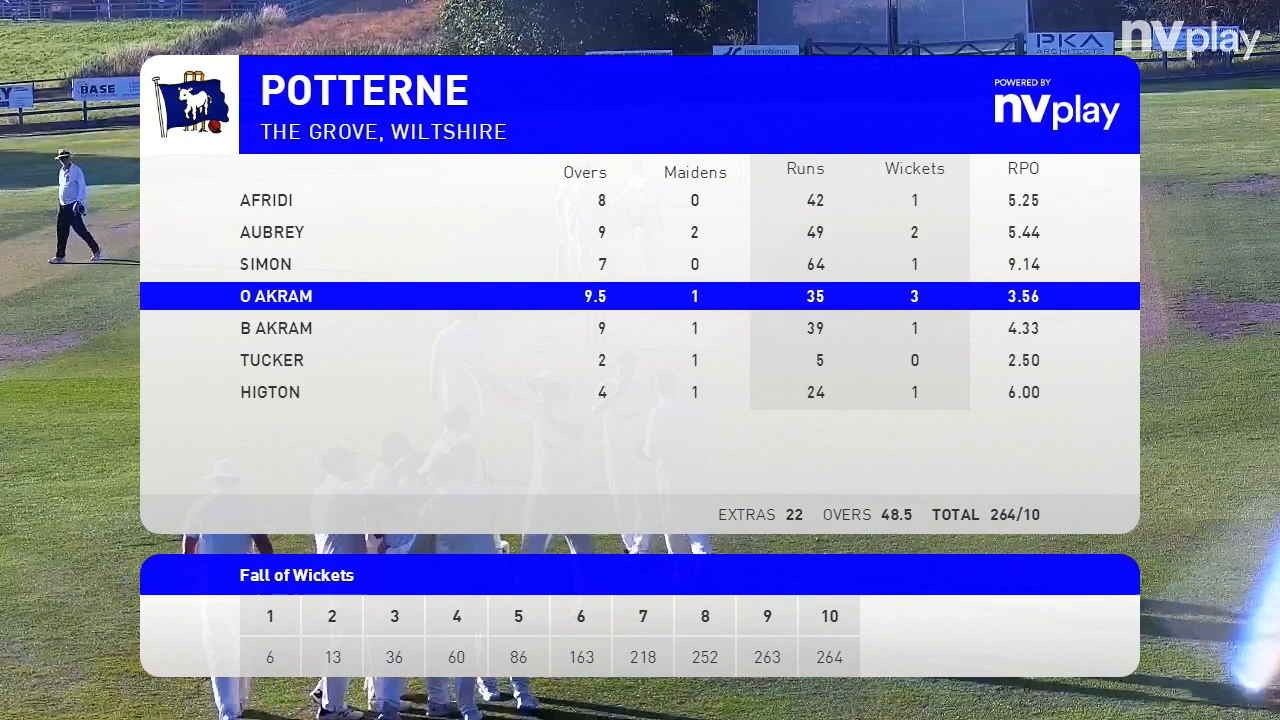 nvplay
PKA
ARCHITECTS
BASE
POTTERNE
THE GROVE, WILTSHIRE
POWERED BY
nvplay
Overs Maidens Runs Wickets RPO
AFRIDI 8 0 42 1 5.25
AUBREY 9 2 49 2 5.44
SIMON 7 0 64 1 9.14
O AKRAM 9.5 1 35 3 3.56
B AKRAM 9 1 39 1 4.33
TUCKER 2 1 5 0 2.50
HIGTON 4 1 24 1 6.00
EXTRAS 22 OVERS 48.5 TOTAL 264/10
Fall of Wickets
1 2 3 4 5 6 7 8 9 10
6 13 36 60 86 163 218 252 263 264